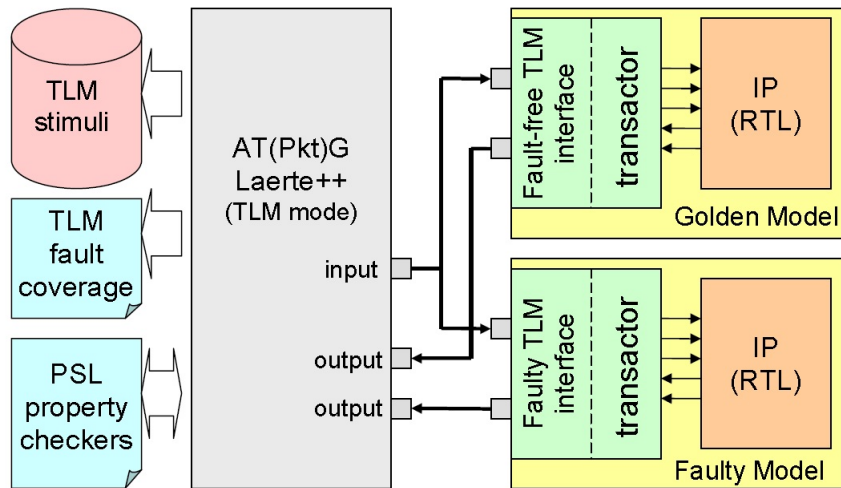 TLM
stimuli
TLM
fault
coverage
PSL
property
checkers
AT(Pkt)G
Laerte++
(TLM mode)
input
output
output
Fault-free TLM
interface
transactor
IP
(RTL)
Golden Model
Faulty TLM
interface
transactor
IP
(RTL)
Faulty Model